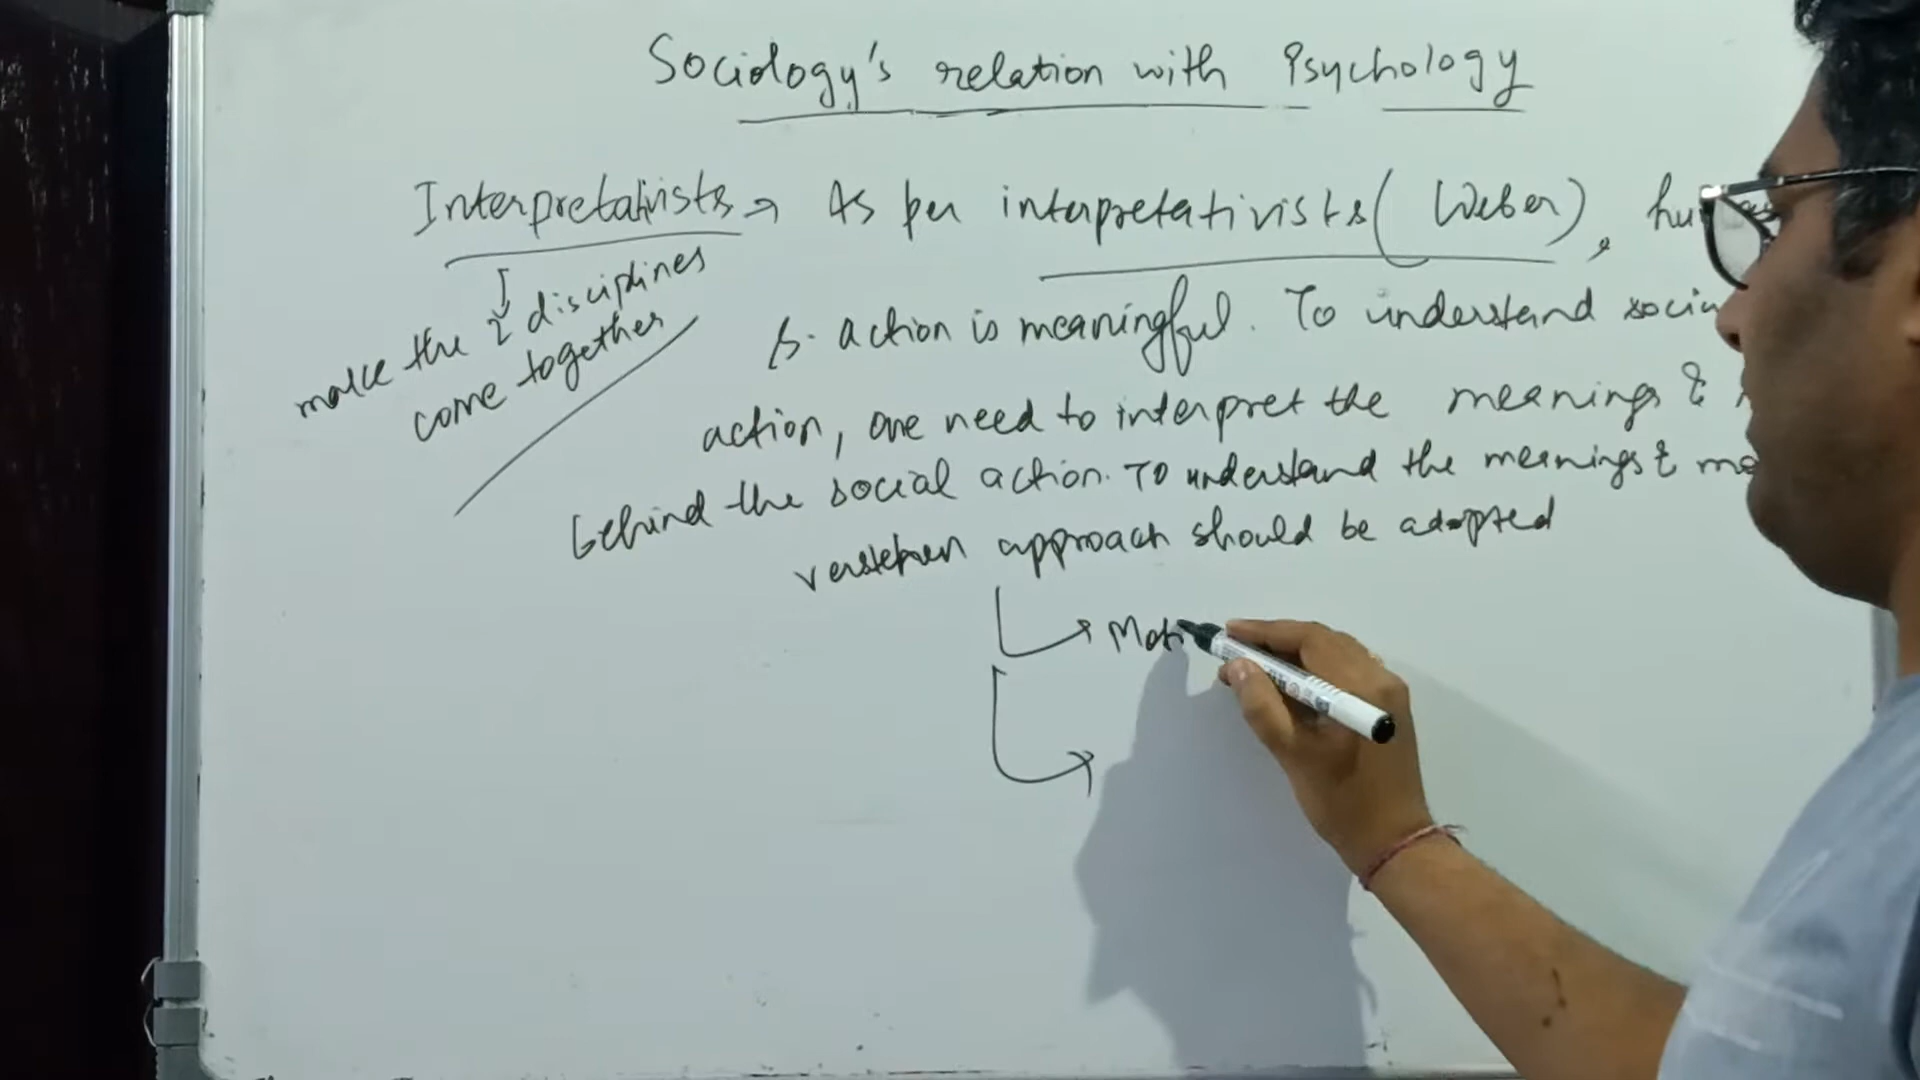 Sociology's relation with Psychology
Interpretativists → As per interpretativists (Weber), hu
make the 2 disciplines
come together
s. action is meaningful. To understand socia
action, one need to interpret the meanings &
behind the social action. To understand the meanings & mo
verstehen approach should be adopted
→ Moti